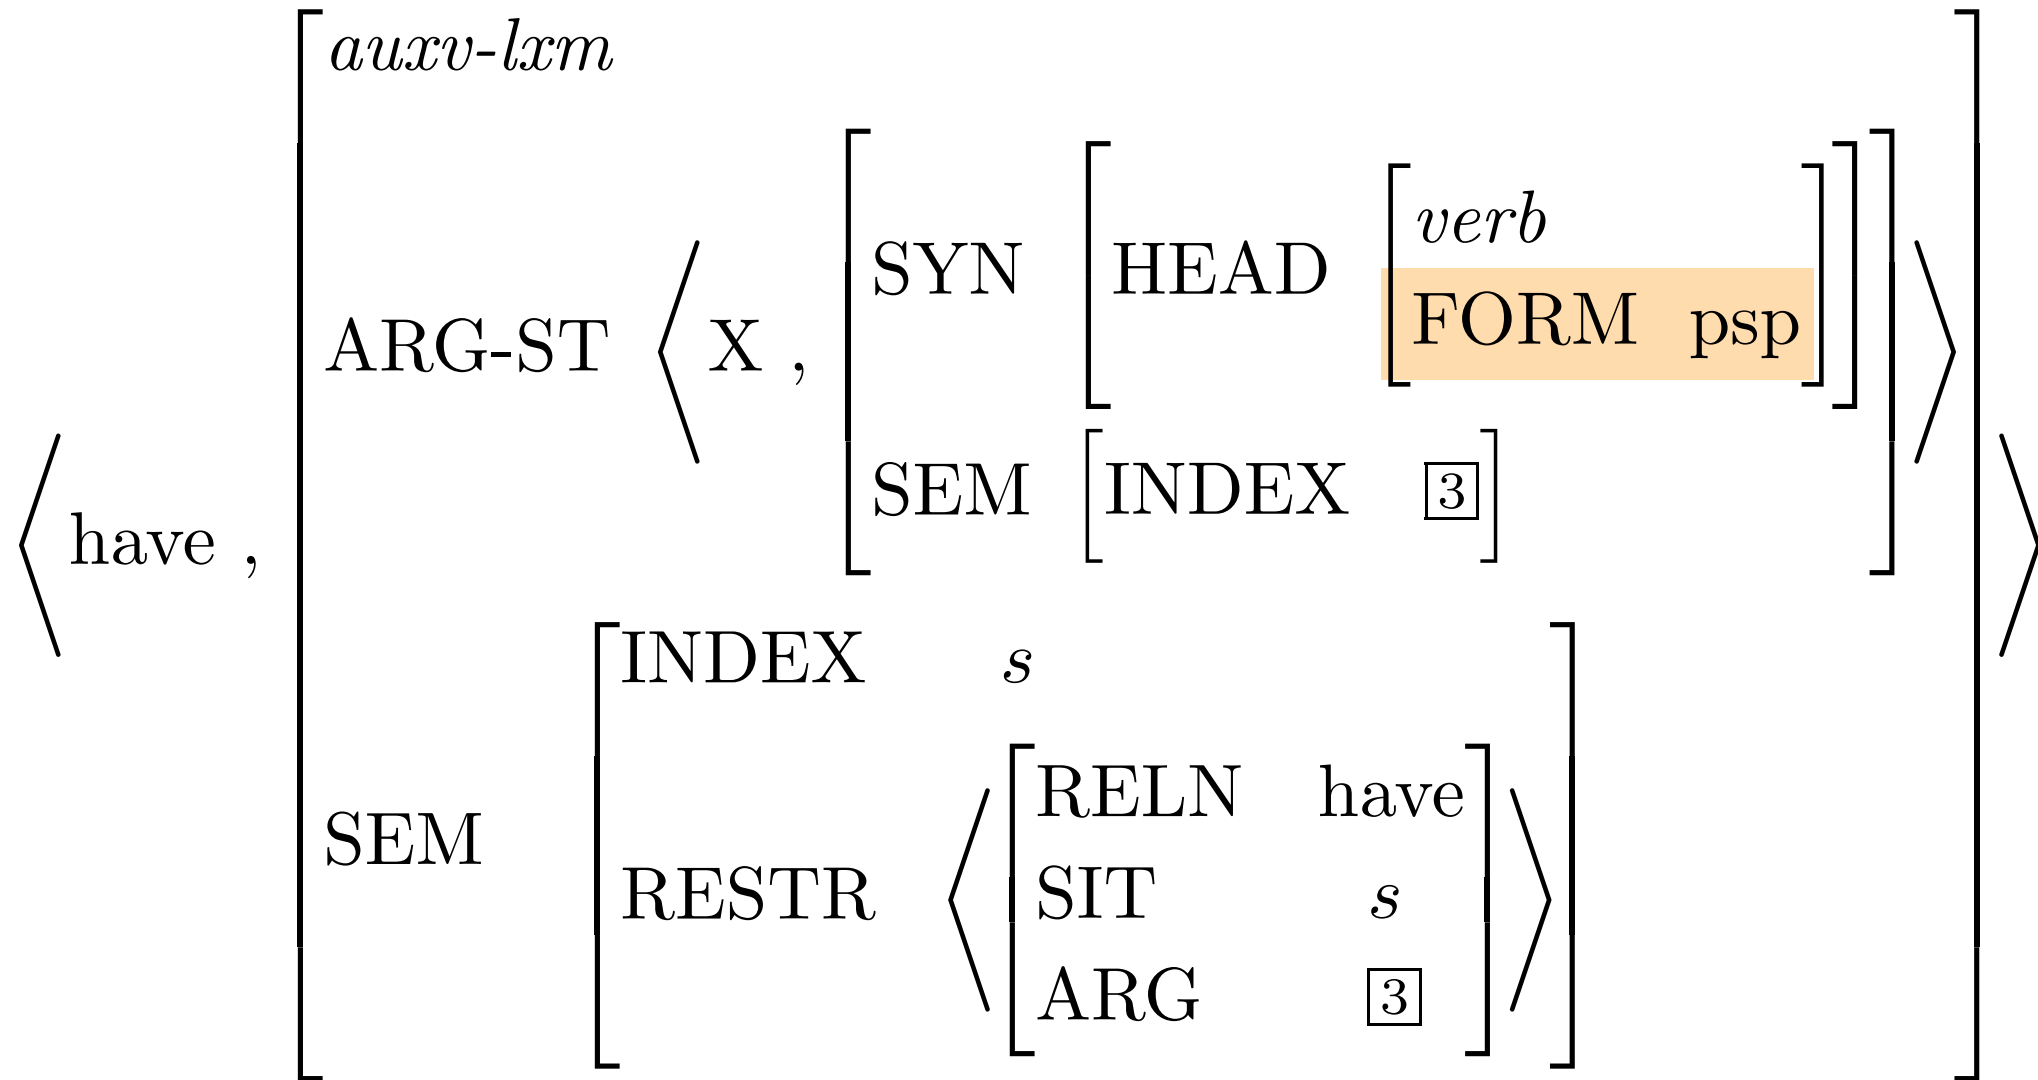 auxv-lxm
verb
SYN HEAD
FORM psp
ARG-ST ⟨ X ,
SEM [INDEX 3]
⟨ have ,
INDEX s
RELN have
SEM
RESTR ⟨ SIT s ⟩
ARG 3